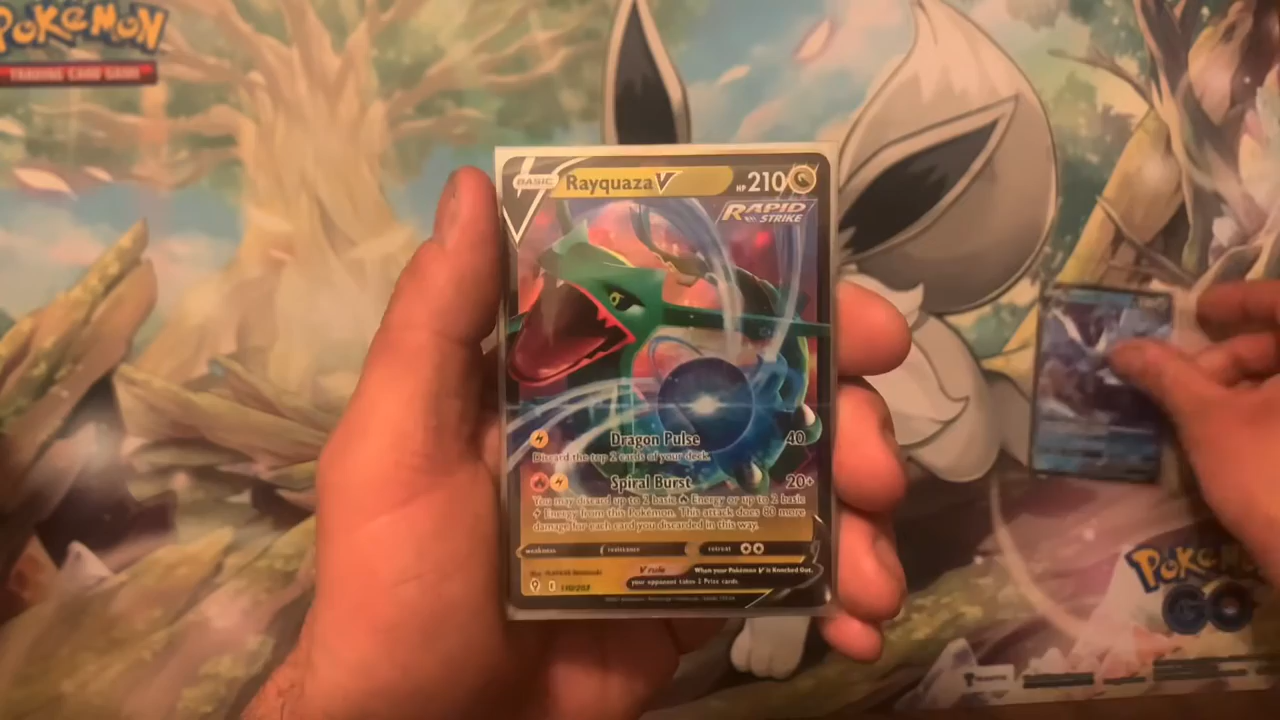 POKÉMON
TRADING CARD GAME
BASIC
Rayquaza V
HP 210
RAPID
STRIKE
Dragon Pulse 40
Discard the top 2 cards of your deck.
Spiral Burst 20+
You may discard up to 2 basic Energy or up to 2 basic
Energy from this Pokémon. This attack does 80 more
damage for each card you discarded in this way.
weakness resistance retreat
V rule When your Pokémon V is Knocked Out,
your opponent takes 2 Prize cards.
110/203
POKÉMON
GO